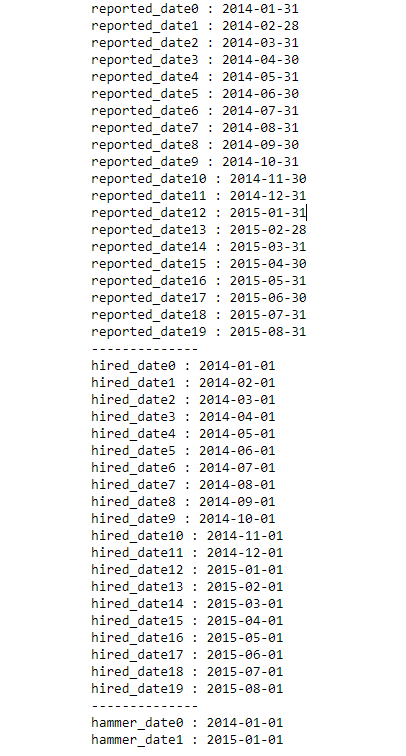 reported_date0 : 2014-01-31
reported_date1 : 2014-02-28
reported_date2 : 2014-03-31
reported_date3 : 2014-04-30
reported_date4 : 2014-05-31
reported_date5 : 2014-06-30
reported_date6 : 2014-07-31
reported_date7 : 2014-08-31
reported_date8 : 2014-09-30
reported_date9 : 2014-10-31
reported_date10 : 2014-11-30
reported_date11 : 2014-12-31
reported_date12 : 2015-01-31
reported_date13 : 2015-02-28
reported_date14 : 2015-03-31
reported_date15 : 2015-04-30
reported_date16 : 2015-05-31
reported_date17 : 2015-06-30
reported_date18 : 2015-07-31
reported_date19 : 2015-08-31
--------------
hired_date0 : 2014-01-01
hired_date1 : 2014-02-01
hired_date2 : 2014-03-01
hired_date3 : 2014-04-01
hired_date4 : 2014-05-01
hired_date5 : 2014-06-01
hired_date6 : 2014-07-01
hired_date7 : 2014-08-01
hired_date8 : 2014-09-01
hired_date9 : 2014-10-01
hired_date10 : 2014-11-01
hired_date11 : 2014-12-01
hired_date12 : 2015-01-01
hired_date13 : 2015-02-01
hired_date14 : 2015-03-01
hired_date15 : 2015-04-01
hired_date16 : 2015-05-01
hired_date17 : 2015-06-01
hired_date18 : 2015-07-01
hired_date19 : 2015-08-01
--------------
hammer_date0 : 2014-01-01
hammer_date1 : 2015-01-01